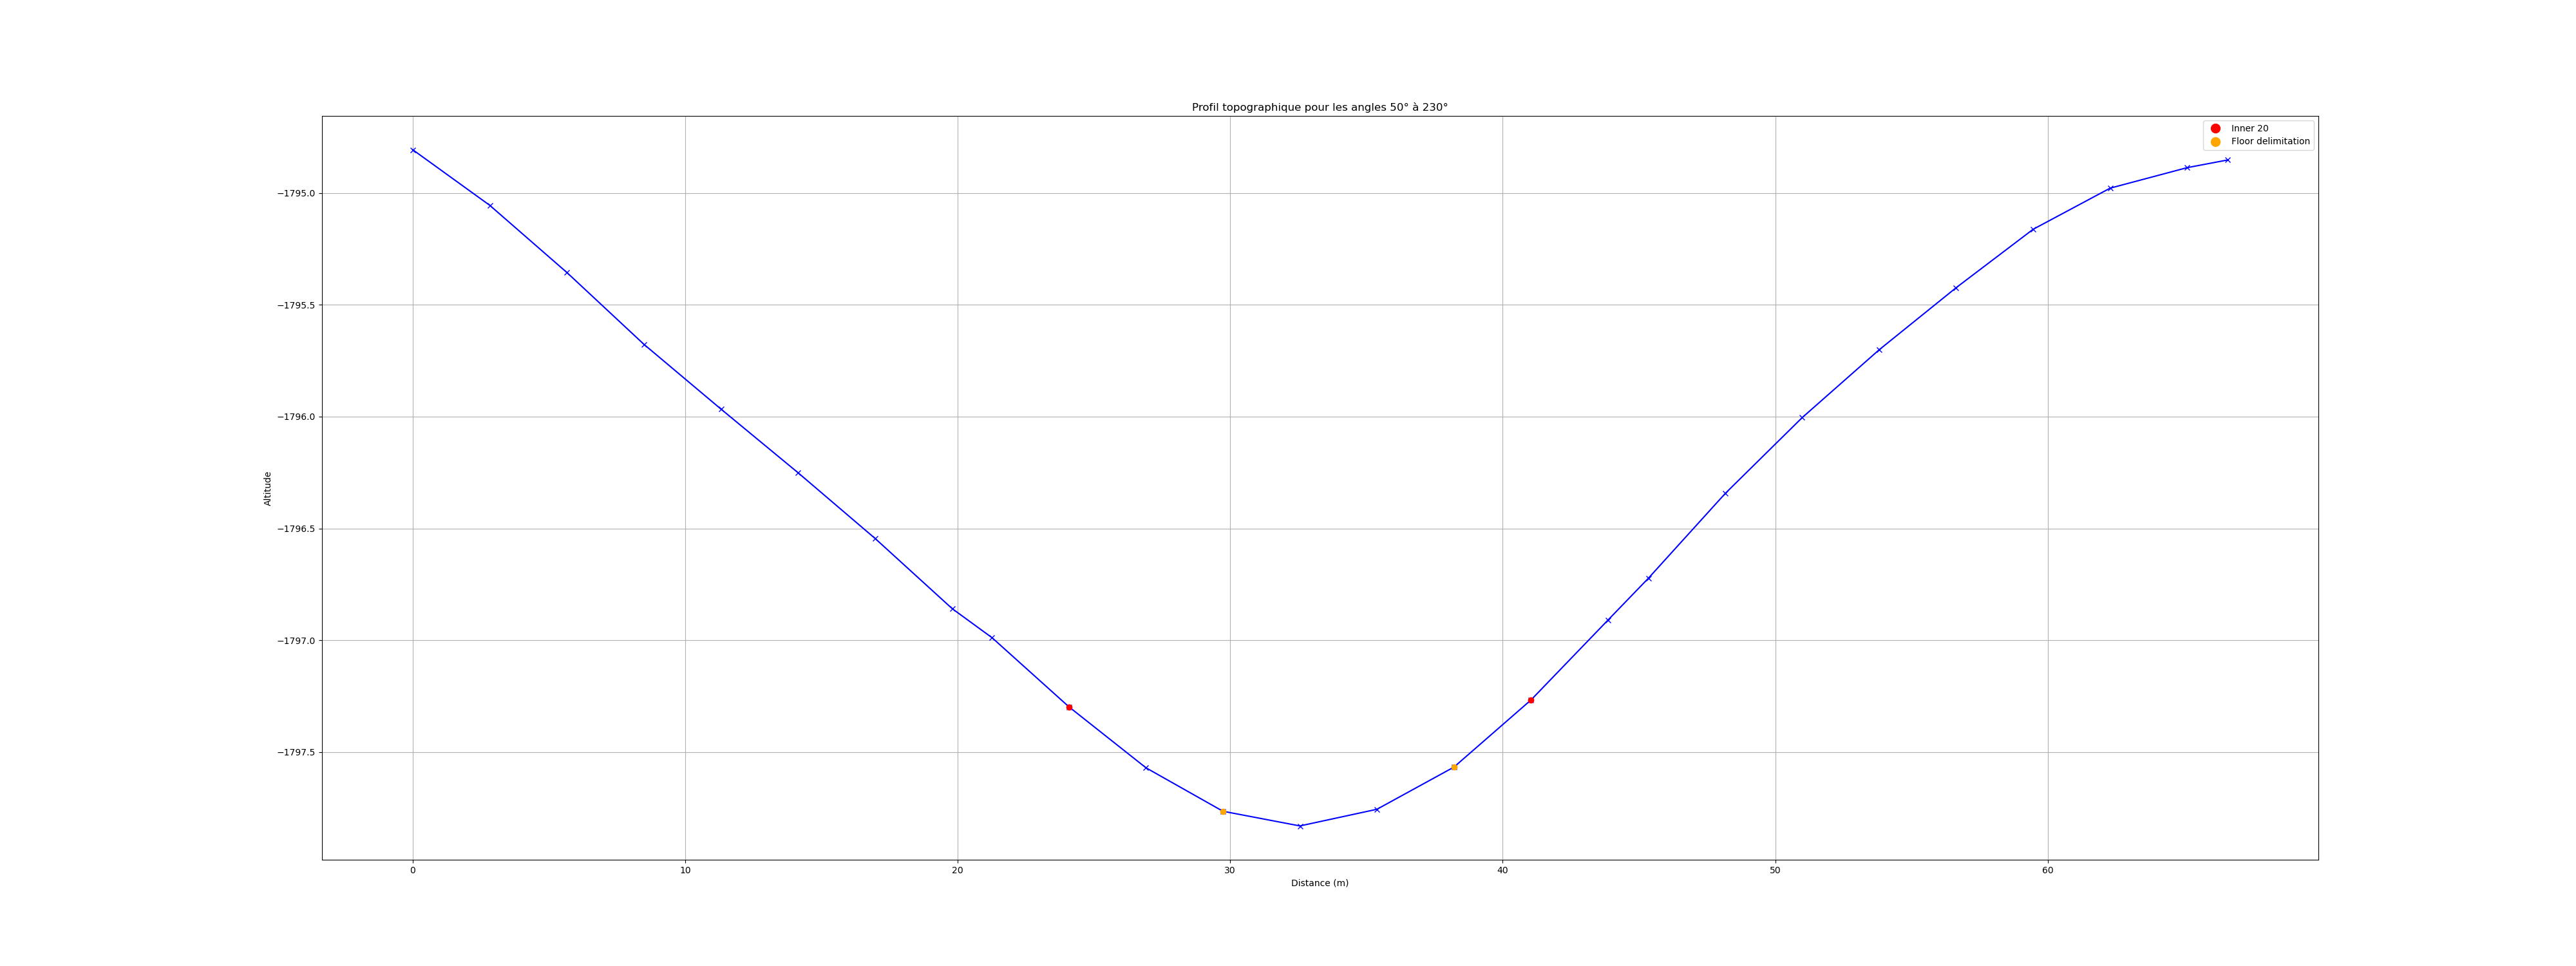 Profil topographique pour les angles 50° à 230°
Inner 20
Floor delimitation
−1795.0
−1795.5
−1796.0
−1796.5
−1797.0
−1797.5
Altitude
0 10 20 30 40 50 60
Distance (m)